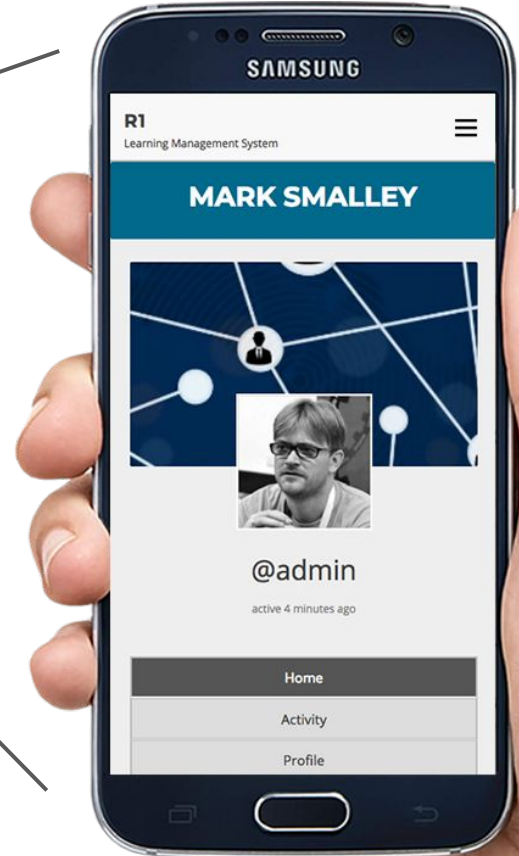 SAMSUNG
R1
Learning Management System
MARK SMALLEY
@admin
active 4 minutes ago
Home
Activity
Profile